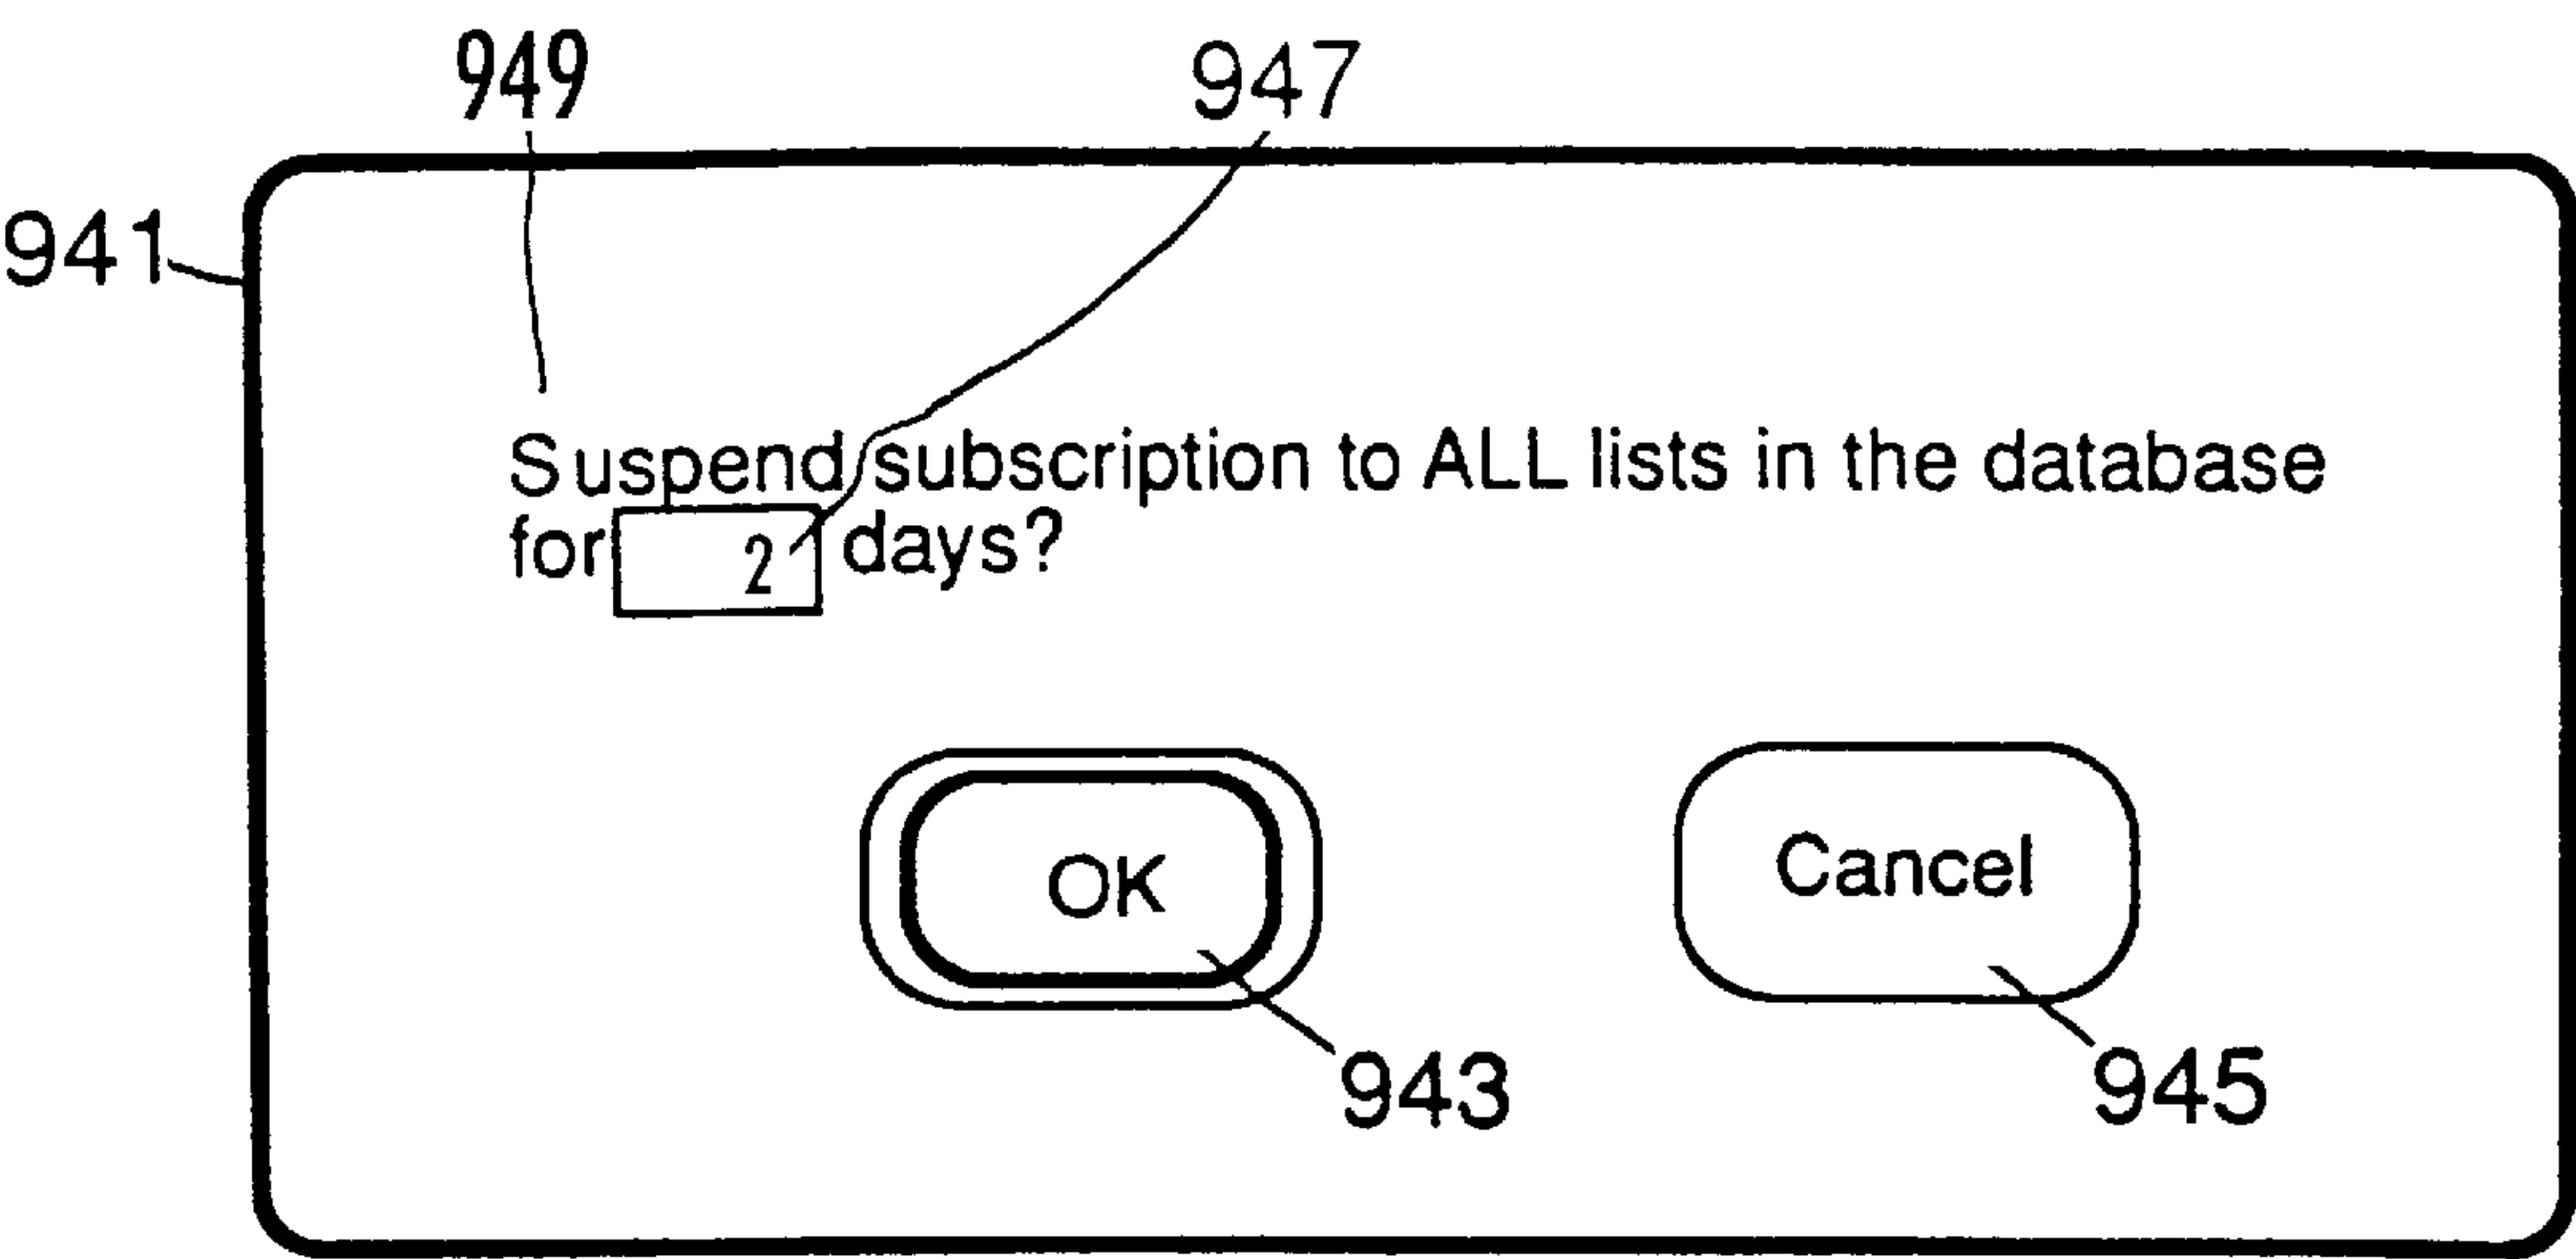 949 947
941
Suspend subscription to ALL lists in the database
for 2 days?
OK Cancel
943 945